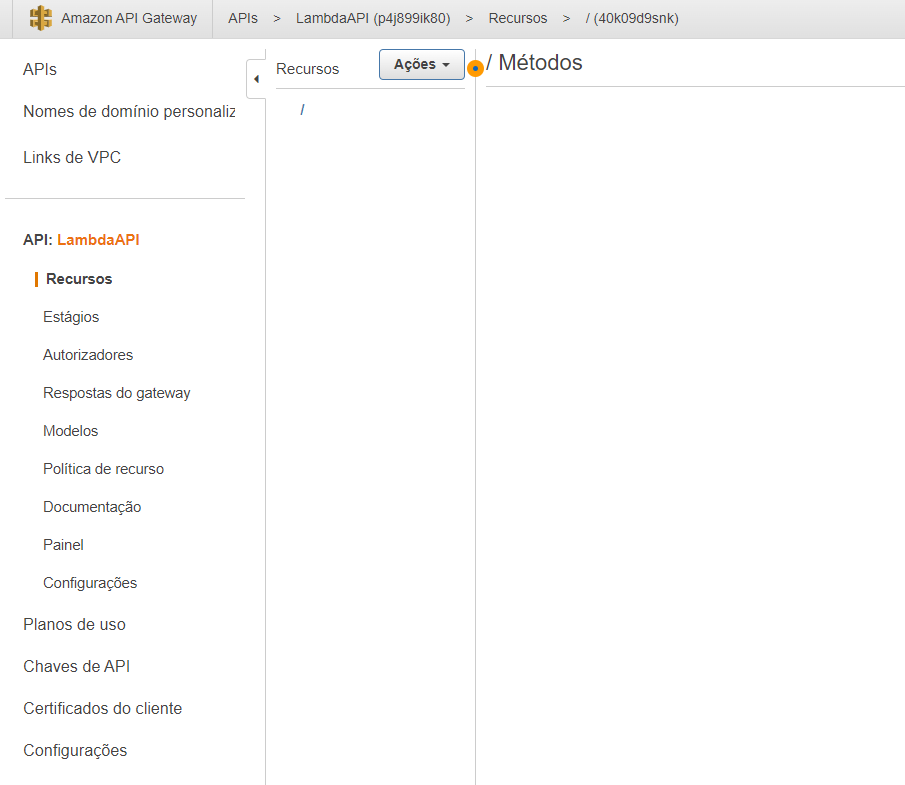 Amazon API Gateway APIs > LambdaAPI (p4j899ik80) > Recursos > / (40k09d9snk)
APIs
Nomes de domínio personaliz
Links de VPC
API: LambdaAPI
Recursos
Estágios
Autorizadores
Respostas do gateway
Modelos
Política de recurso
Documentação
Painel
Configurações
Planos de uso
Chaves de API
Certificados do cliente
Configurações
Recursos Ações
/
/ Métodos